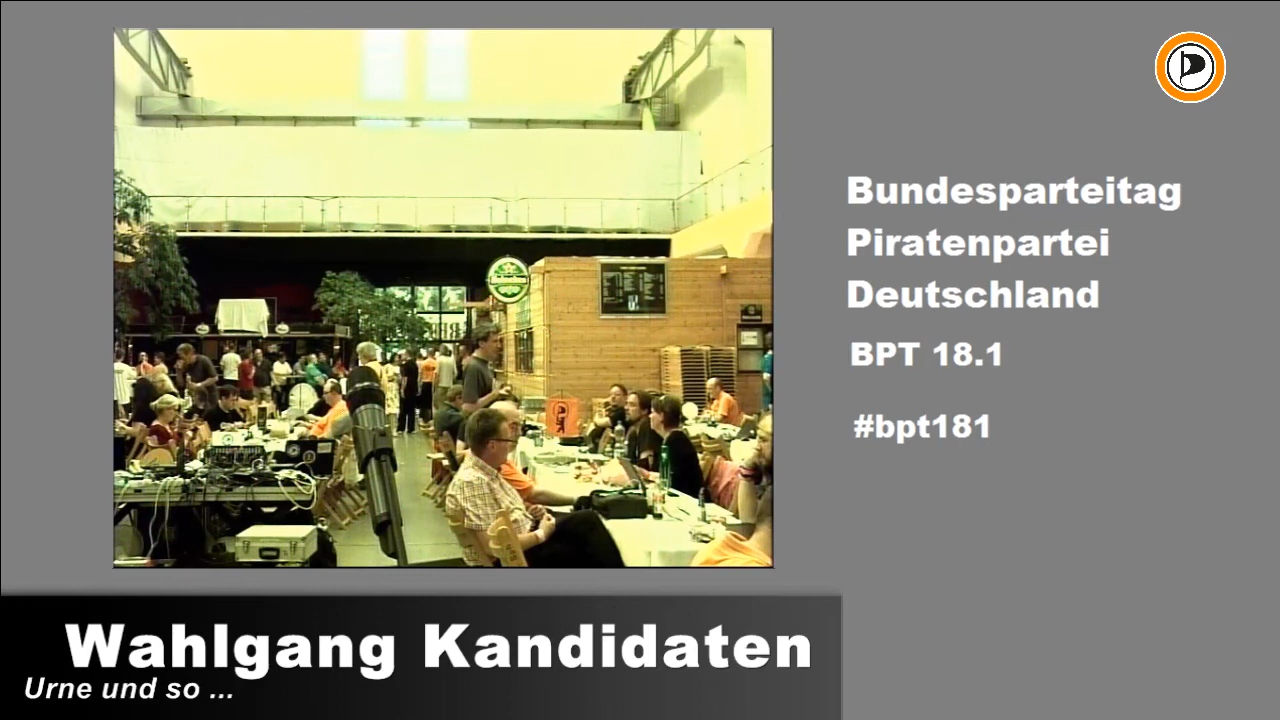 Bundesparteitag
Piratenpartei
Deutschland
BPT 18.1
#bpt181
Wahlgang Kandidaten
Urne und so ...